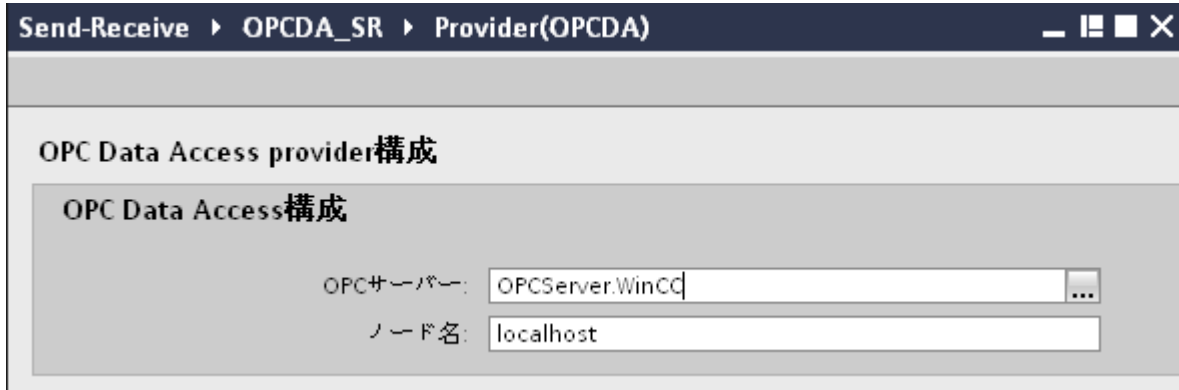 Send-Receive ▸ OPCDA_SR ▸ Provider(OPCDA)
OPC Data Access provider構成
OPC Data Access構成
OPCサーバー: OPCServer.WinCC ...
ノード名: localhost